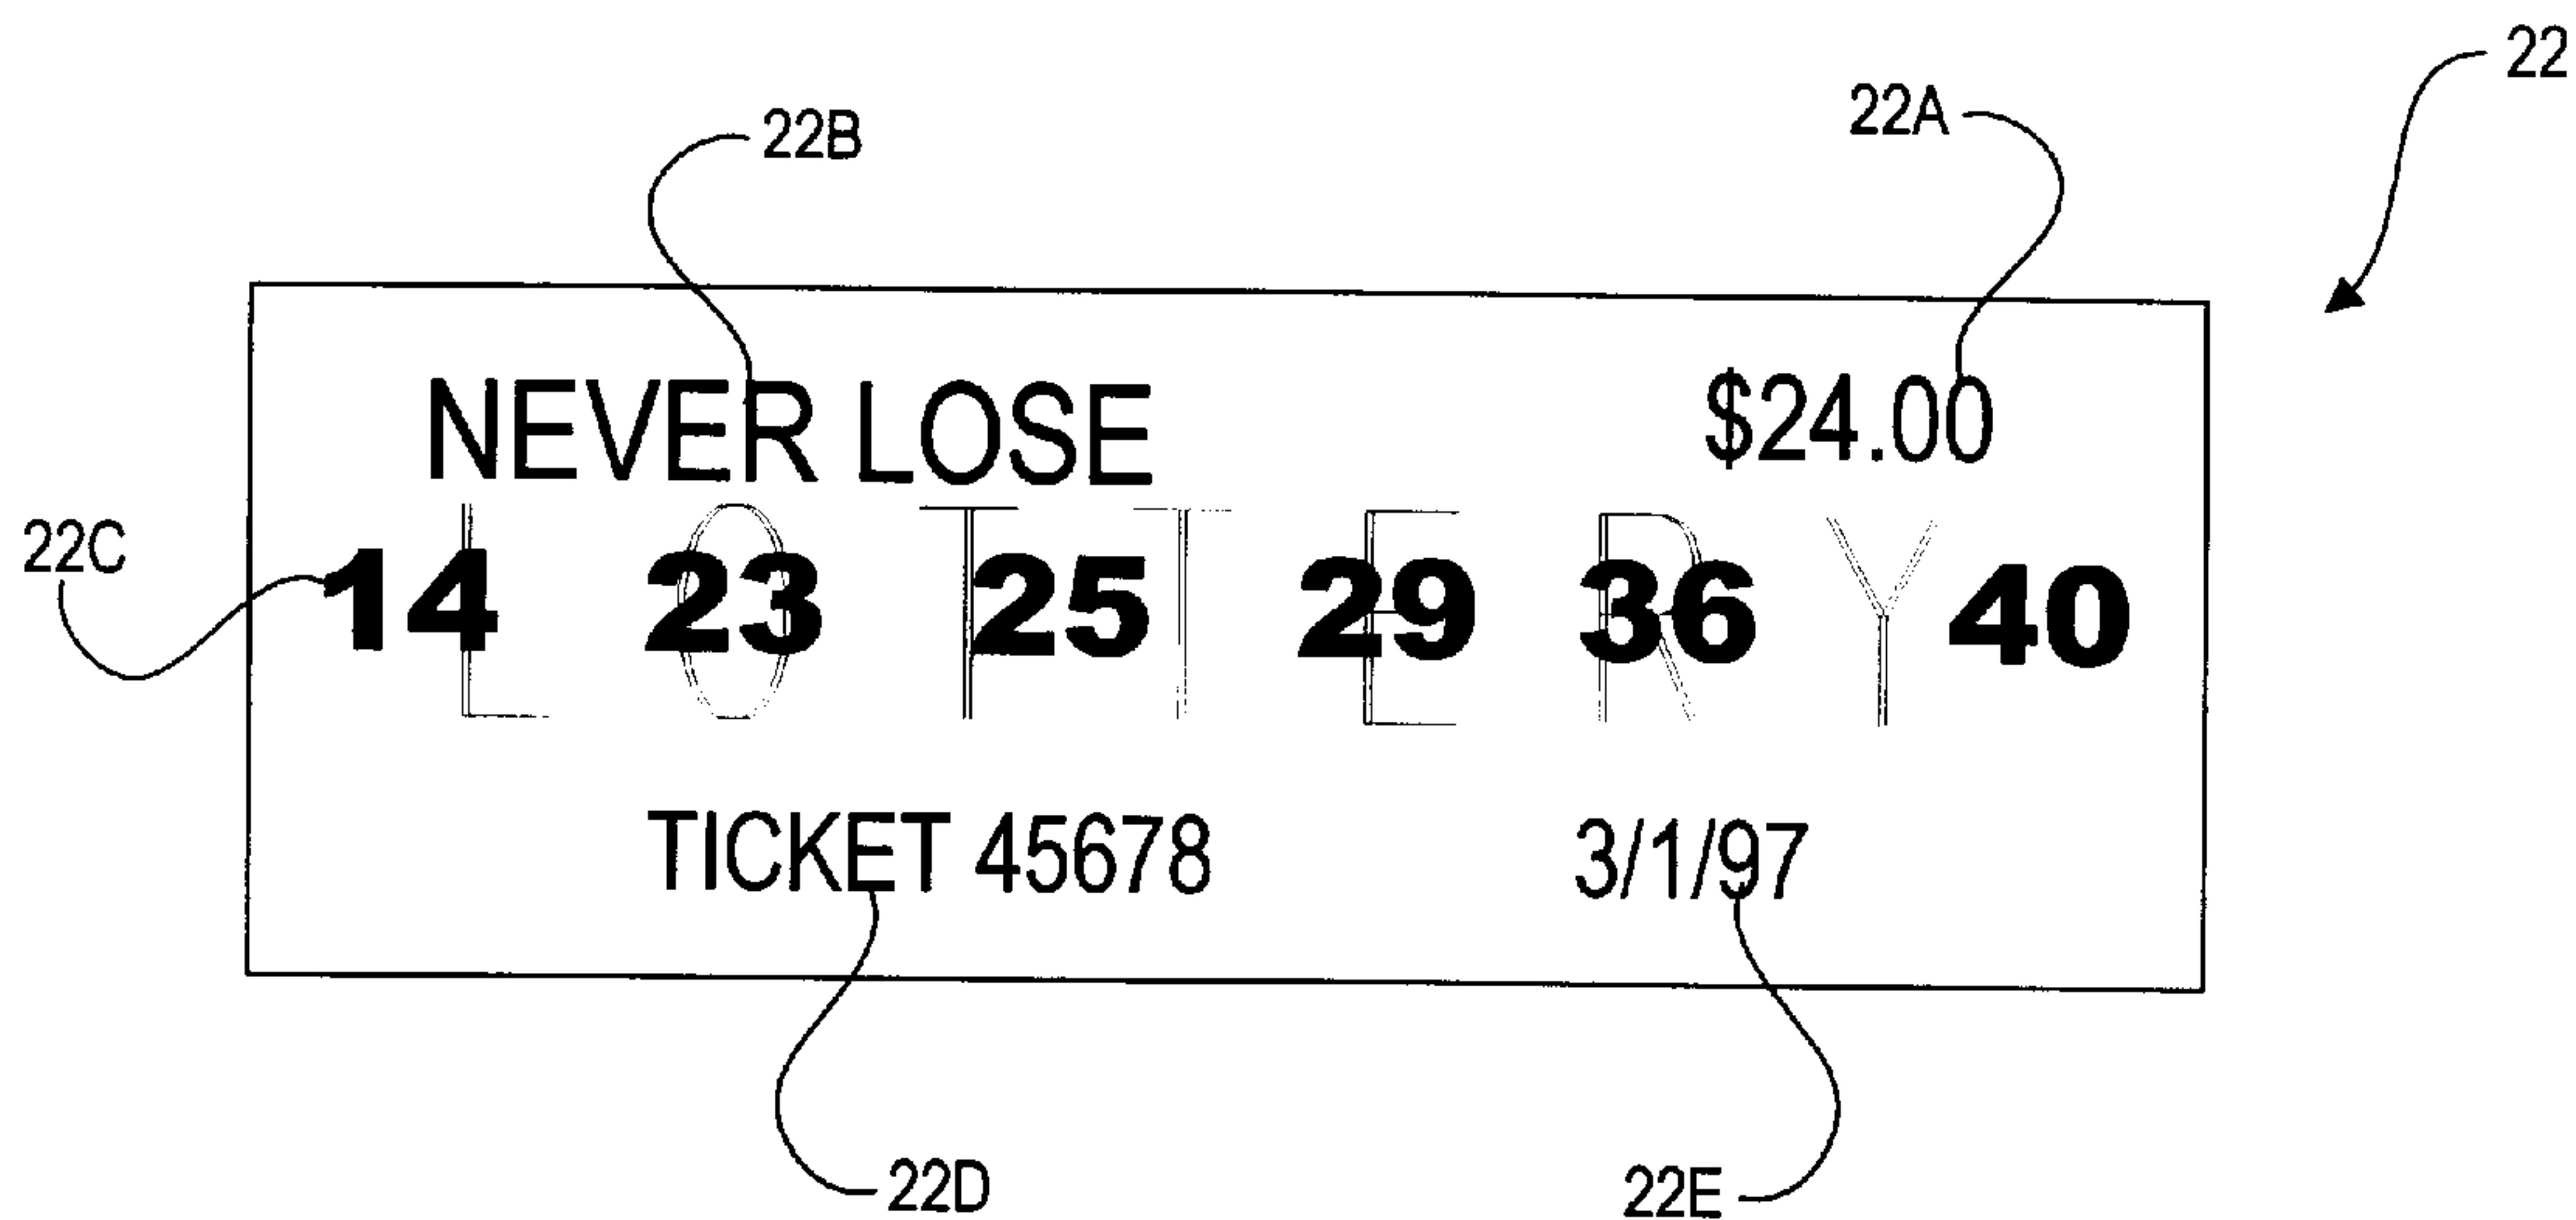 22
22B 22A
NEVER LOSE $24.00
LOTTERY
22C
14 23 25 29 36 40
TICKET 45678 3/1/97
22D 22E